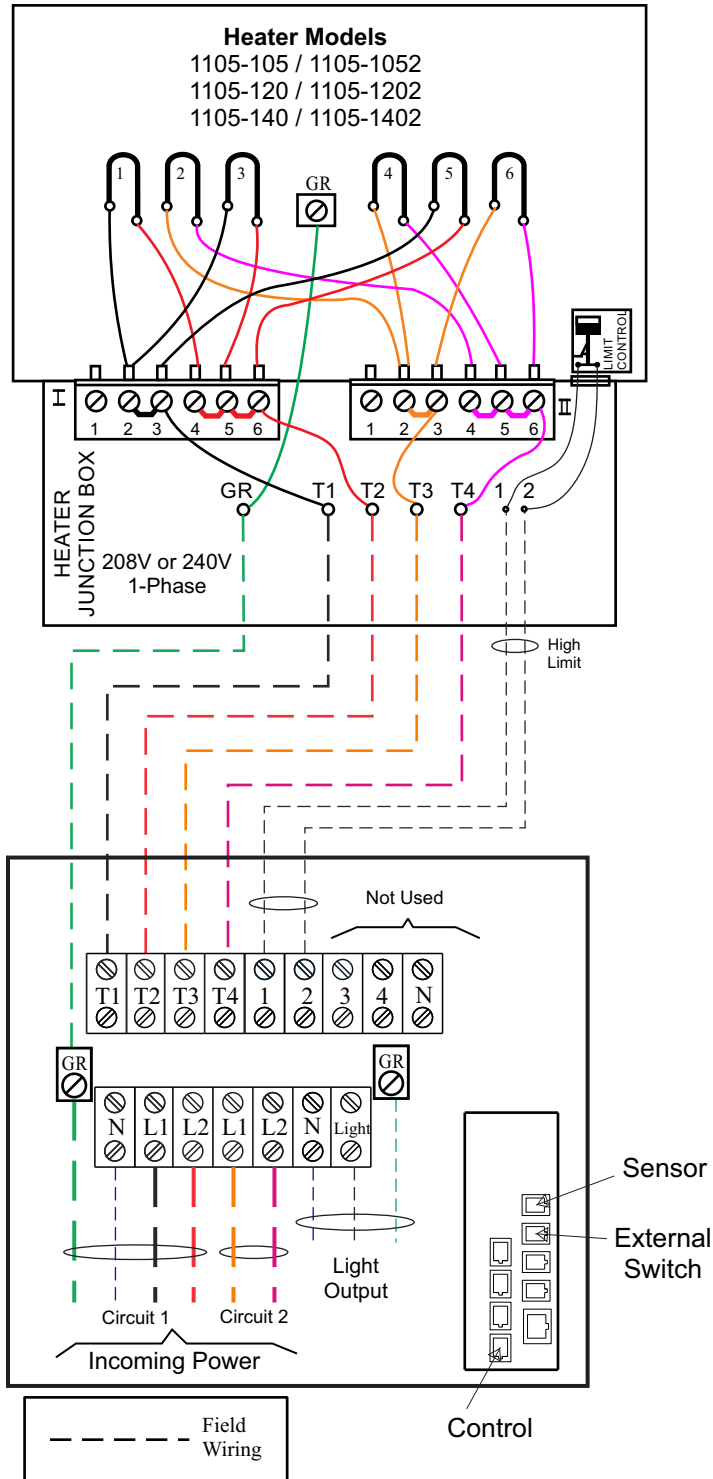 Heater Models
1105-105 / 1105-1052
1105-120 / 1105-1202
1105-140 / 1105-1402
1 2 3 GR 4 5 6
LIMIT
CONTROL
I
1 2 3 4 5 6
II
1 2 3 4 5 6
GR T1 T2 T3 T4 1 2
HEATER
JUNCTION BOX
208V or 240V
1-Phase
High
Limit
Not Used
T1 T2 T3 T4 1 2 3 4 N
GR
GR
N L1 L2 L1 L2 N Light
Sensor
External
Switch
Light
Output
Circuit 1 Circuit 2
Incoming Power
Control
Field
Wiring